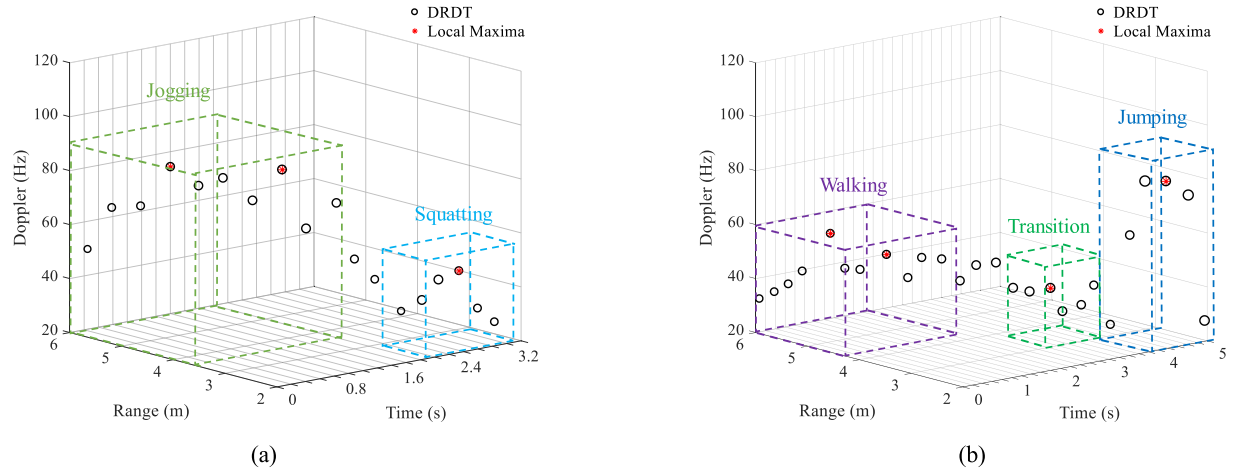 DRDT
Local Maxima
120
100
80
60
40
20
Doppler (Hz)
Jogging
Squatting
6
5
4
3
2
Range (m)
0
0.8
1.6
2.4
3.2
Time (s)
(a)
DRDT
Local Maxima
120
100
80
60
40
20
Doppler (Hz)
Walking
Transition
Jumping
6
5
4
3
2
Range (m)
0
1
2
3
4
5
Time (s)
(b)